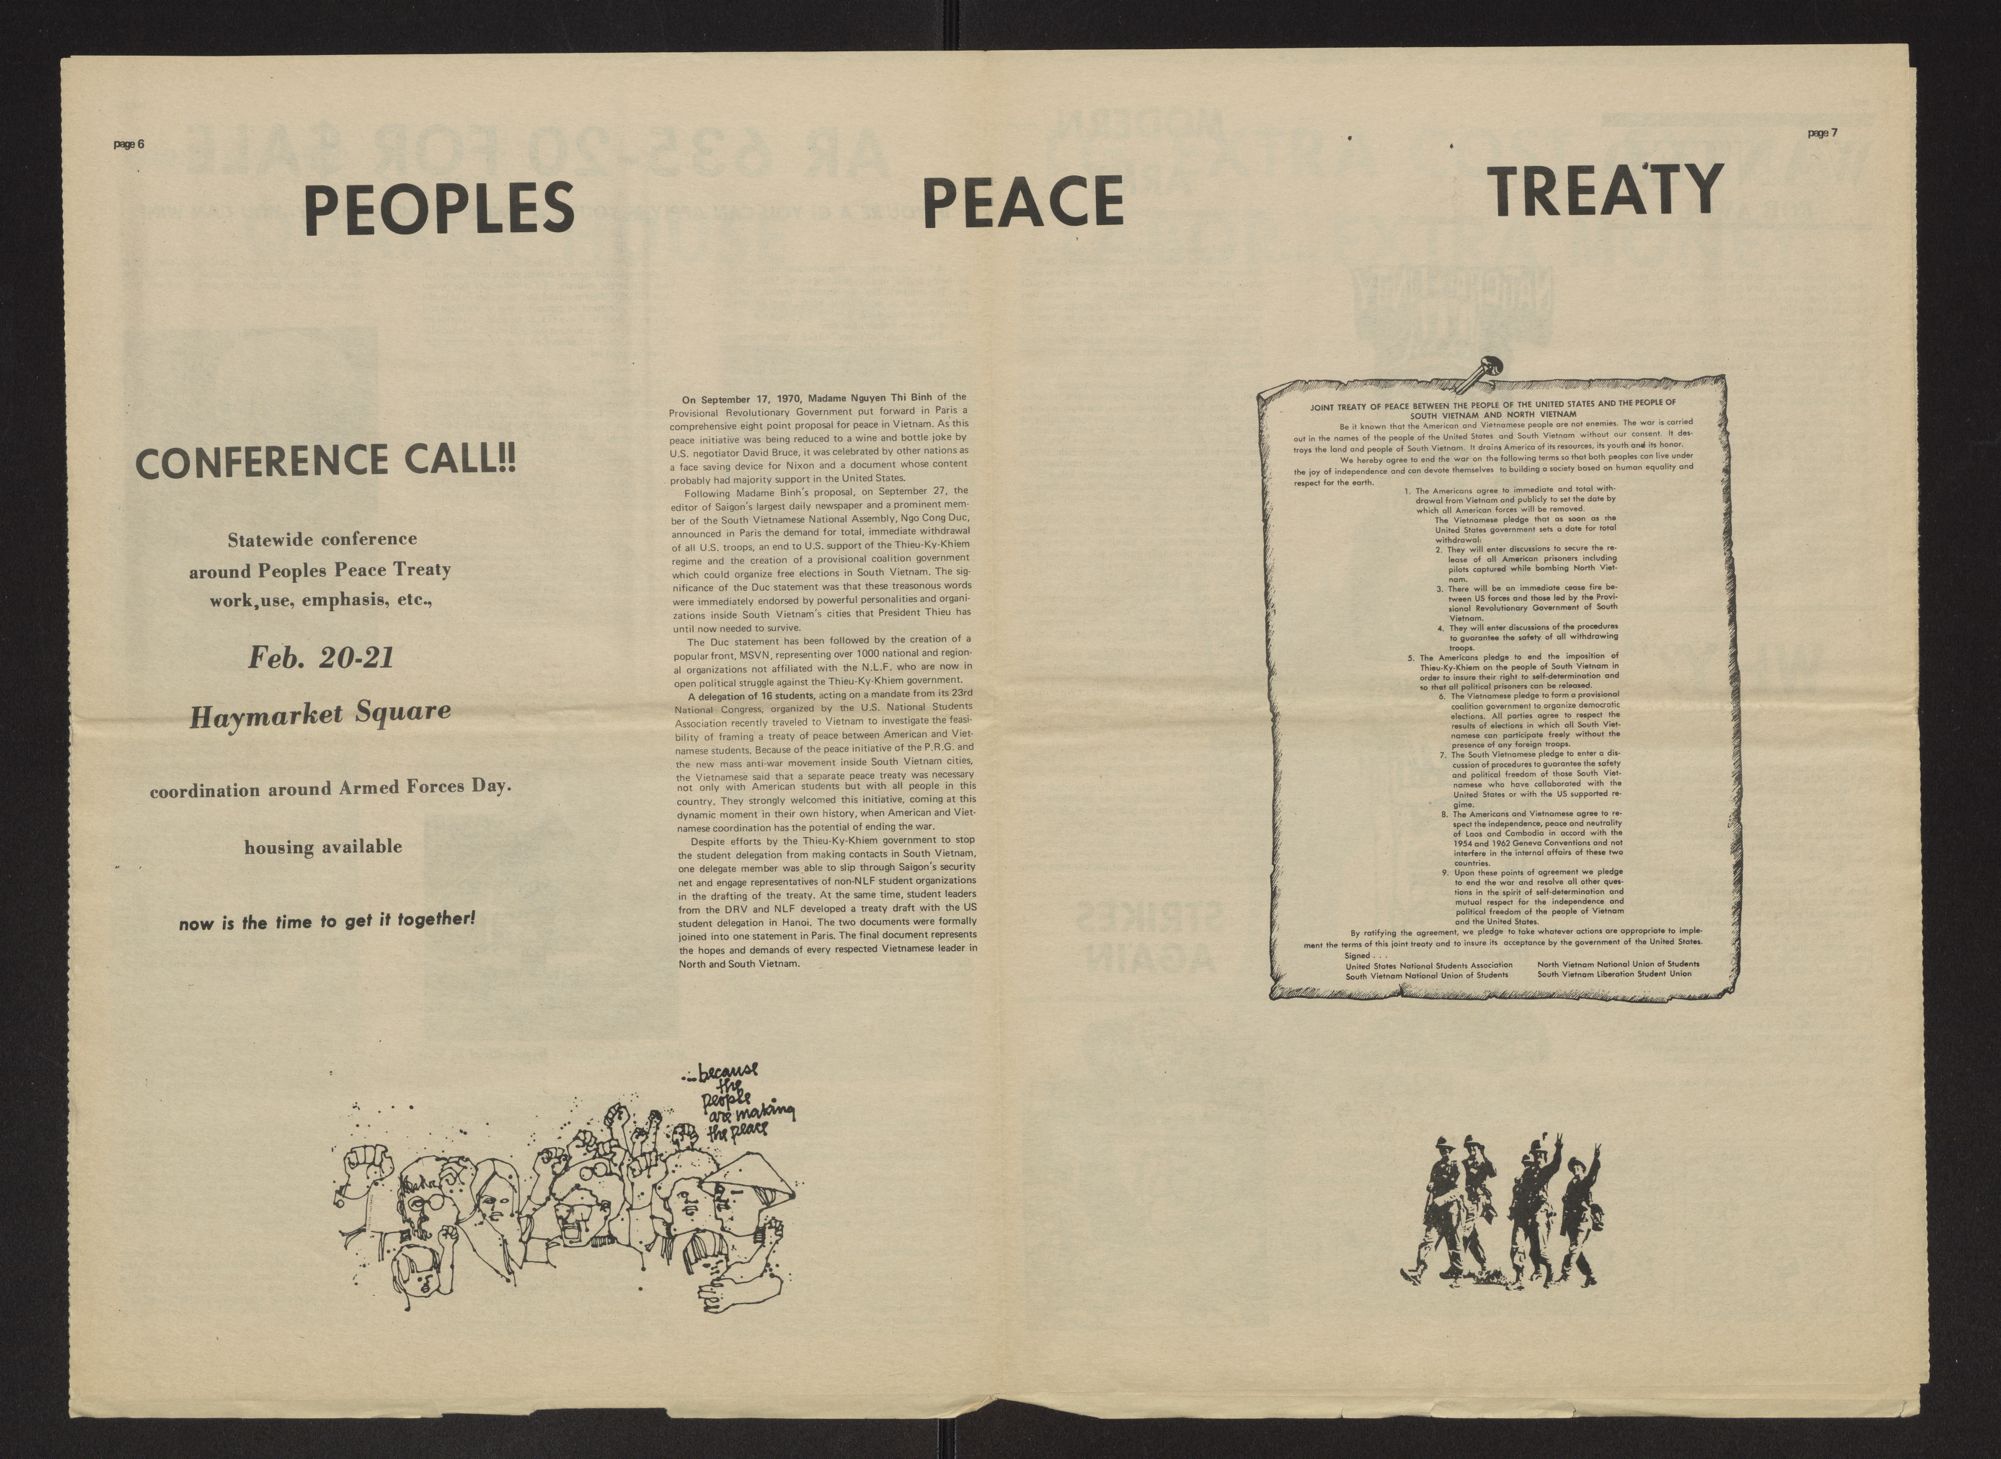 page 6
page 7
PEOPLES PEACE TREATY
CONFERENCE CALL!!
Statewide conference
around Peoples Peace Treaty
work,use, emphasis, etc.,
Feb. 20-21
Haymarket Square
coordination around Armed Forces Day.
housing available
now is the time to get it together!
On September 17, 1970, Madame Nguyen Thi Binh of the
Provisional Revolutionary Government put forward in Paris a
comprehensive eight point proposal for peace in Vietnam. As this
peace initiative was being reduced to a wine and bottle joke by
U.S. negotiator David Bruce, it was celebrated by other nations as
a face saving device for Nixon and a document whose content
probably had majority support in the United States.
Following Madame Binh's proposal, on September 27, the
editor of Saigon's largest daily newspaper and a prominent mem-
ber of the South Vietnamese National Assembly, Ngo Cong Duc,
announced in Paris the demand for total, immediate withdrawal
of all U.S. troops, an end to U.S. support of the Thieu-Ky-Khiem
regime and the creation of a provisional coalition government
which could organize free elections in South Vietnam. The sig-
nificance of the Duc statement was that these treasonous words
were immediately endorsed by powerful personalities and organi-
zations inside South Vietnam's cities that President Thieu has
until now needed to survive.
The Duc statement has been followed by the creation of a
popular front, MSVN, representing over 1000 national and region-
al organizations not affiliated with the N.L.F. who are now in
open political struggle against the Thieu-Ky-Khiem government.
A delegation of 16 students, acting on a mandate from its 23rd
National Congress, organized by the U.S. National Students
Association recently traveled to Vietnam to investigate the feasi-
bility of framing a treaty of peace between American and Viet-
namese students. Because of the peace initiative of the P.R.G. and
the new mass anti-war movement inside South Vietnam cities,
the Vietnamese said that a separate peace treaty was necessary
not only with American students but with all people in this
country. They strongly welcomed this initiative, coming at this
dynamic moment in their own history, when American and Viet-
namese coordination has the potential of ending the war.
Despite efforts by the Thieu-Ky-Khiem government to stop
the student delegation from making contacts in South Vietnam,
one delegate member was able to slip through Saigon's security
net and engage representatives of non-NLF student organizations
in the drafting of the treaty. At the same time, student leaders
from the DRV and NLF developed a treaty draft with the US
student delegation in Hanoi. The two documents were formally
joined into one statement in Paris. The final document represents
the hopes and demands of every respected Vietnamese leader in
North and South Vietnam.
...because
the
people
are making
the peace
JOINT TREATY OF PEACE BETWEEN THE PEOPLE OF THE UNITED STATES AND THE PEOPLE OF
SOUTH VIETNAM AND NORTH VIETNAM
Be it known that the American and Vietnamese people are not enemies. The war is carried
out in the names of the people of the United States and South Vietnam without our consent. It des-
troys the land and people of South Vietnam. It drains America of its resources, its youth and its honor.
We hereby agree to end the war on the following terms so that both peoples can live under
the joy of independence and can devote themselves to building a society based on human equality and
respect for the earth.
1. The Americans agree to immediate and total with-
drawal from Vietnam and publicly to set the date by
which all American forces will be removed.
The Vietnamese pledge that as soon as the
United States government sets a date for total
withdrawal:
2. They will enter discussions to secure the re-
lease of all American prisoners including
pilots captured while bombing North Viet-
nam.
3. There will be an immediate cease fire be-
tween US forces and those led by the Provi-
sional Revolutionary Government of South
Vietnam.
4. They will enter discussions of the procedures
to guarantee the safety of all withdrawing
troops.
5. The Americans pledge to end the imposition of
Thieu-Ky-Khiem on the people of South Vietnam in
order to insure their right to self-determination and
so that all political prisoners can be released.
6. The Vietnamese pledge to form a provisional
coalition government to organize democratic
elections. All parties agree to respect the
results of elections in which all South Viet-
namese can participate freely without the
presence of any foreign troops.
7. The South Vietnamese pledge to enter a dis-
cussion of procedures to guarantee the safety
and political freedom of those South Viet-
namese who have collaborated with the
United States or with the US supported re-
gime.
8. The Americans and Vietnamese agree to re-
spect the independence, peace and neutrality
of Laos and Cambodia in accord with the
1954 and 1962 Geneva Conventions and not
interfere in the internal affairs of these two
countries.
9. Upon these points of agreement we pledge
to end the war and resolve all other ques-
tions in the spirit of self-determination and
mutual respect for the independence and
political freedom of the people of Vietnam
and the United States.
By ratifying the agreement, we pledge to take whatever actions are appropriate to imple-
ment the terms of this joint treaty and to insure its acceptance by the government of the United States.
Signed . . .
United States National Students Association North Vietnam National Union of Students
South Vietnam National Union of Students South Vietnam Liberation Student Union